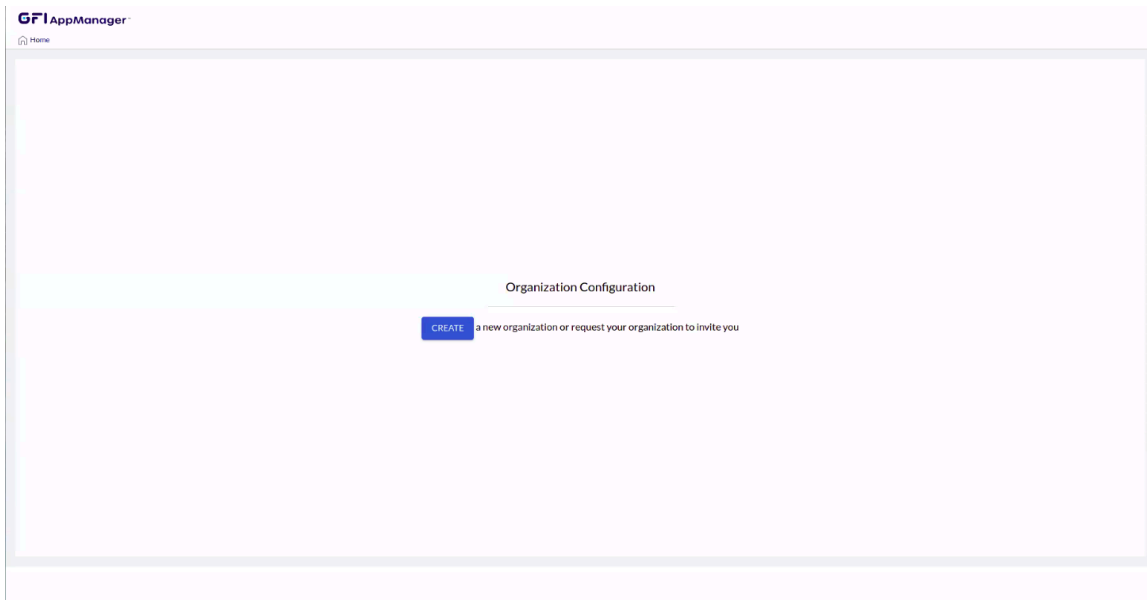 GFI AppManager
Home
Organization Configuration
CREATE a new organization or request your organization to invite you